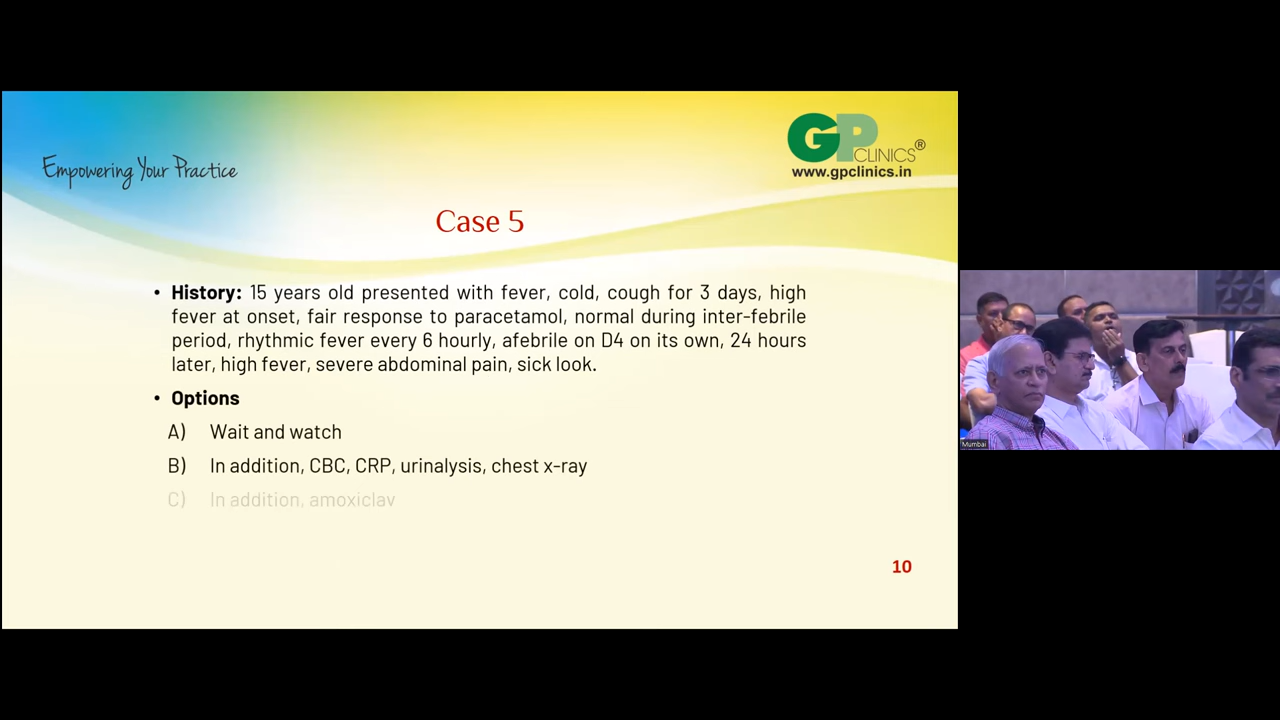 Empowering Your Practice
GP
CLINICS®
www.gpclinics.in
Case 5
• History: 15 years old presented with fever, cold, cough for 3 days, high
fever at onset, fair response to paracetamol, normal during inter-febrile
period, rhythmic fever every 6 hourly, afebrile on D4 on its own, 24 hours
later, high fever, severe abdominal pain, sick look.
• Options
A) Wait and watch
B) In addition, CBC, CRP, urinalysis, chest x-ray
C) In addition, amoxiclav
10
Mumbai